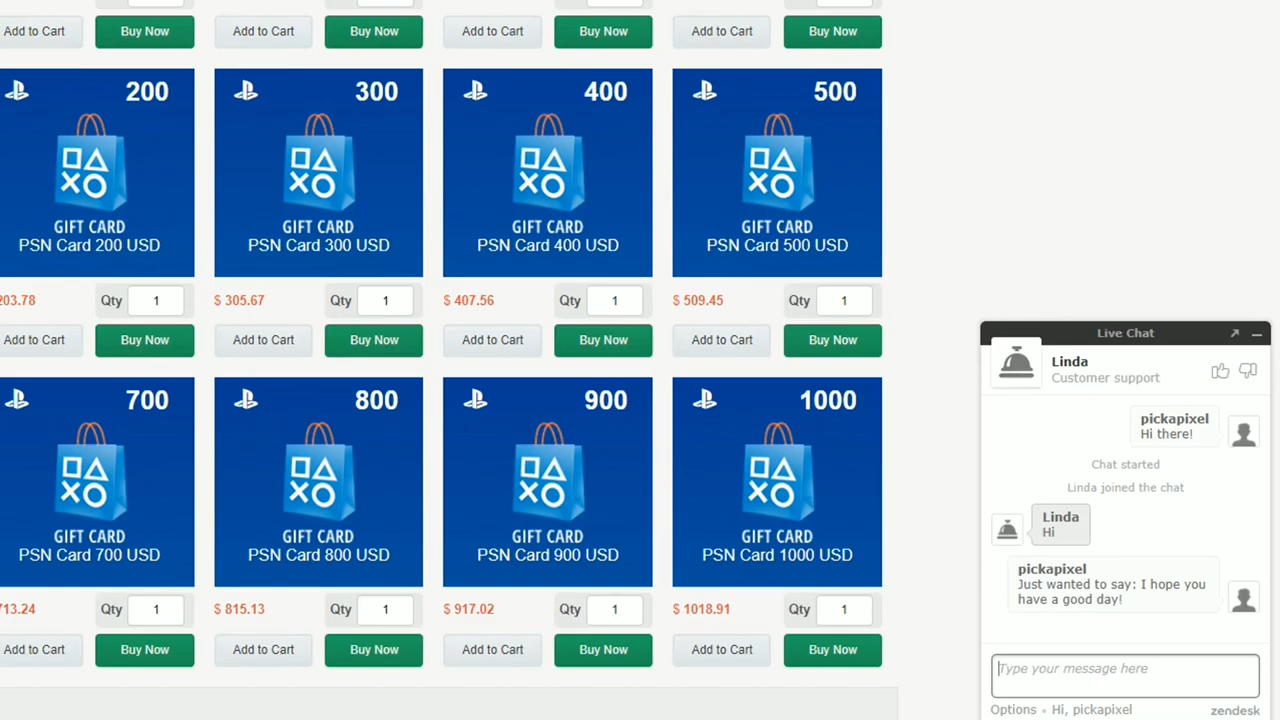 Add to Cart Buy Now Add to Cart Buy Now Add to Cart Buy Now Add to Cart Buy Now
200 300 400 500
GIFT CARD GIFT CARD GIFT CARD GIFT CARD
PSN Card 200 USD PSN Card 300 USD PSN Card 400 USD PSN Card 500 USD
203.78 Qty 1 $ 305.67 Qty 1 $ 407.56 Qty 1 $ 509.45 Qty 1
Add to Cart Buy Now Add to Cart Buy Now Add to Cart Buy Now Add to Cart Buy Now
700 800 900 1000
GIFT CARD GIFT CARD GIFT CARD GIFT CARD
PSN Card 700 USD PSN Card 800 USD PSN Card 900 USD PSN Card 1000 USD
713.24 Qty 1 $ 815.13 Qty 1 $ 917.02 Qty 1 $ 1018.91 Qty 1
Add to Cart Buy Now Add to Cart Buy Now Add to Cart Buy Now Add to Cart Buy Now
Live Chat
Linda
Customer support
pickapixel
Hi there!
Chat started
Linda joined the chat
Linda
Hi
pickapixel
Just wanted to say: I hope you
have a good day!
Type your message here
Options • Hi, pickapixel zendesk